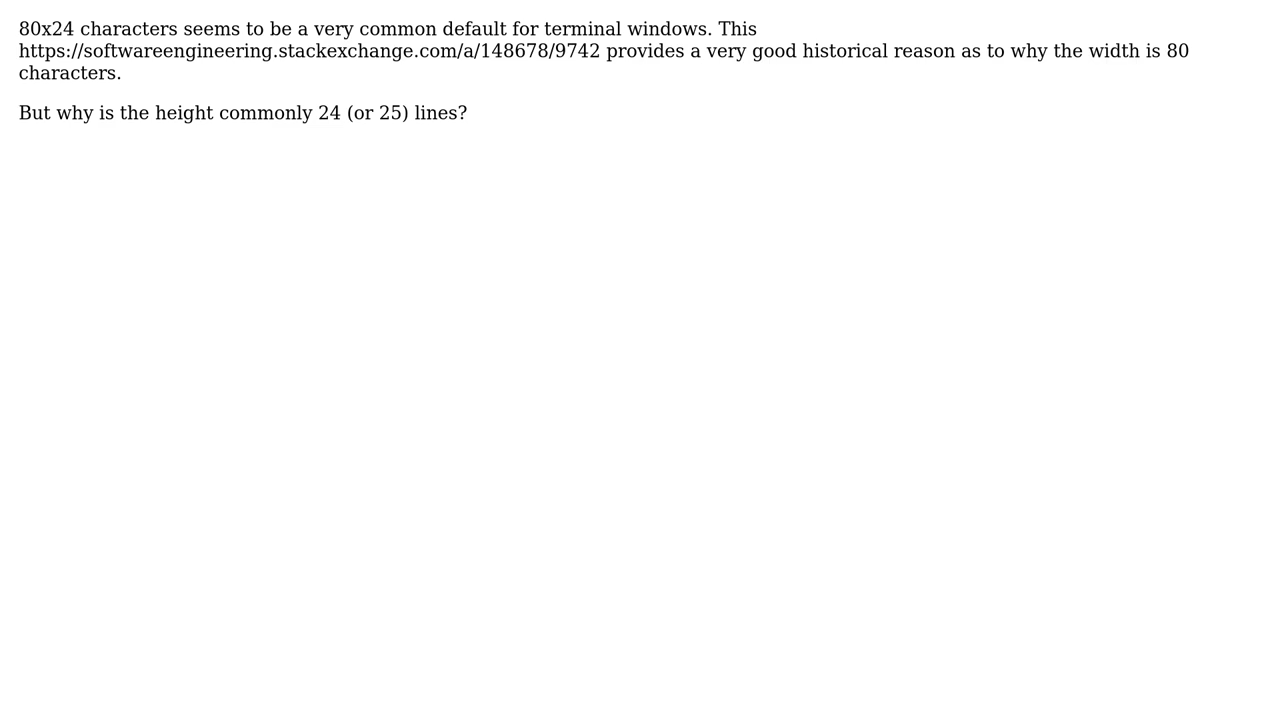 80x24 characters seems to be a very common default for terminal windows. This
https://softwareengineering.stackexchange.com/a/148678/9742 provides a very good historical reason as to why the width is 80
characters.
But why is the height commonly 24 (or 25) lines?